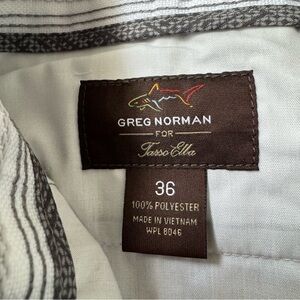 GREG NORMAN
FOR
Tasso Elba
36
100% POLYESTER
MADE IN VIETNAM
WPL 8046